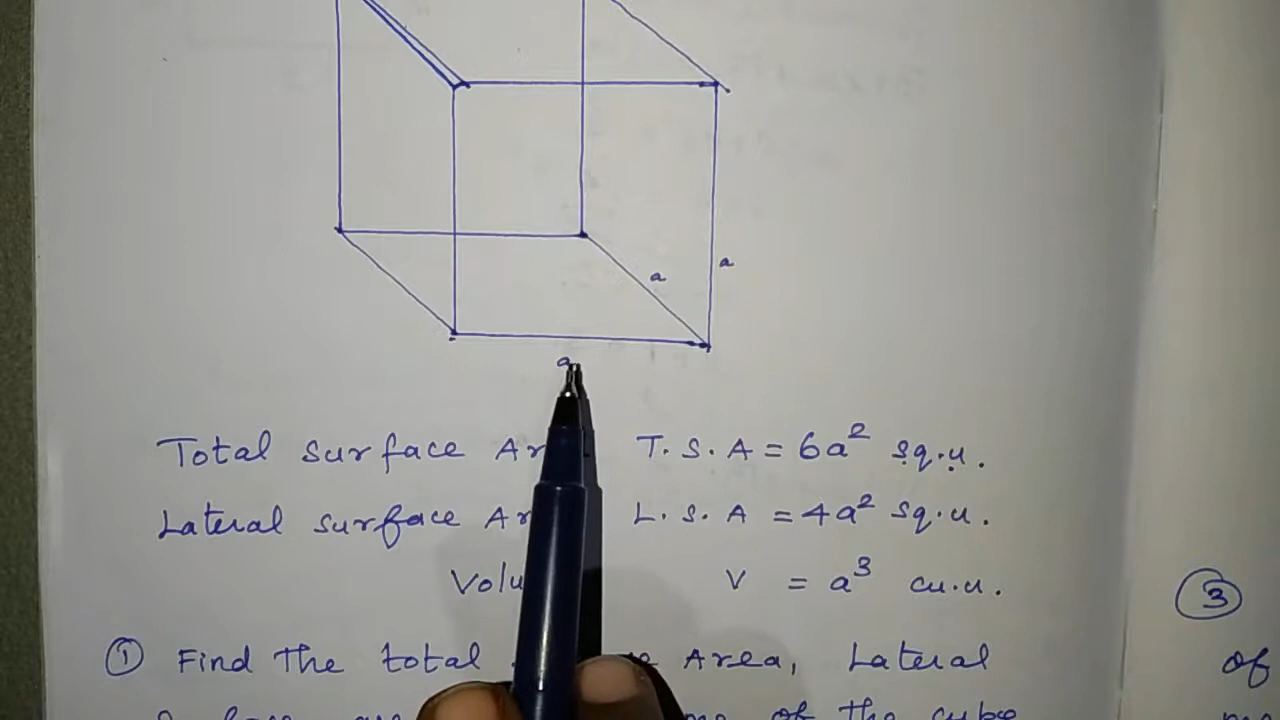 a
a
a
Total surface Ar T.S.A = 6a² sq.u.
Lateral surface Ar L.S.A = 4a² sq.u.
Volu V = a³ cu.u.
① Find The total Area, Lateral
of the cube
③
of